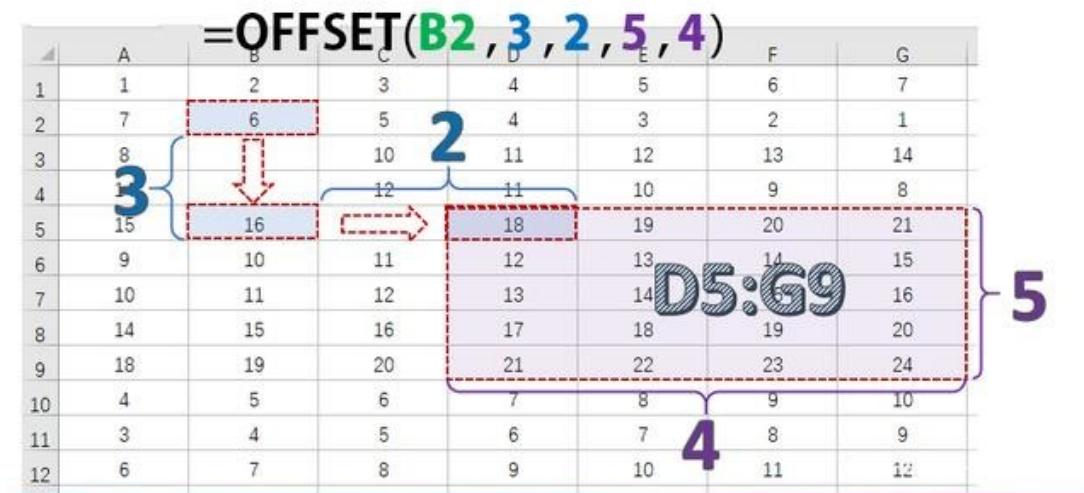 =OFFSET(B2,3,2,5,4)
A B C D E F G
1 1 2 3 4 5 6 7
2 7 6 5 4 3 2 1
2
3 8 10 11 12 13 14
3
4 12 11 10 9 8
5 15 16 18 19 20 21
6 9 10 11 12 13 14 15
D5:G9
5
7 10 11 12 13 14 16
8 14 15 16 17 18 19 20
9 18 19 20 21 22 23 24
10 4 5 6 7 8 9 10
11 3 4 5 6 7 8 9
4
12 6 7 8 9 10 11 12